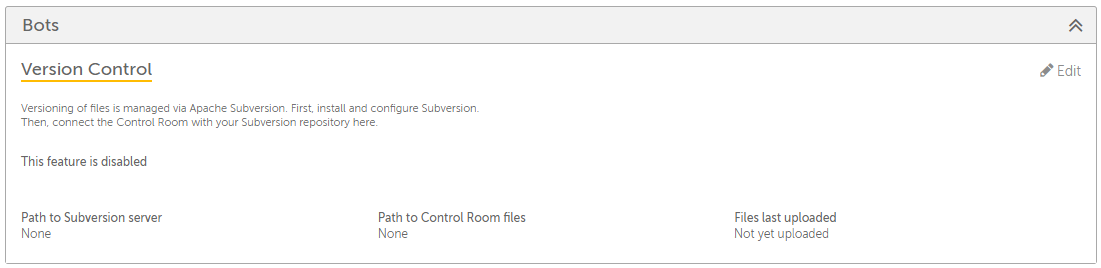 Bots
Version Control
Edit
Versioning of files is managed via Apache Subversion. First, install and configure Subversion.
Then, connect the Control Room with your Subversion repository here.
This feature is disabled
Path to Subversion server
None
Path to Control Room files
None
Files last uploaded
Not yet uploaded